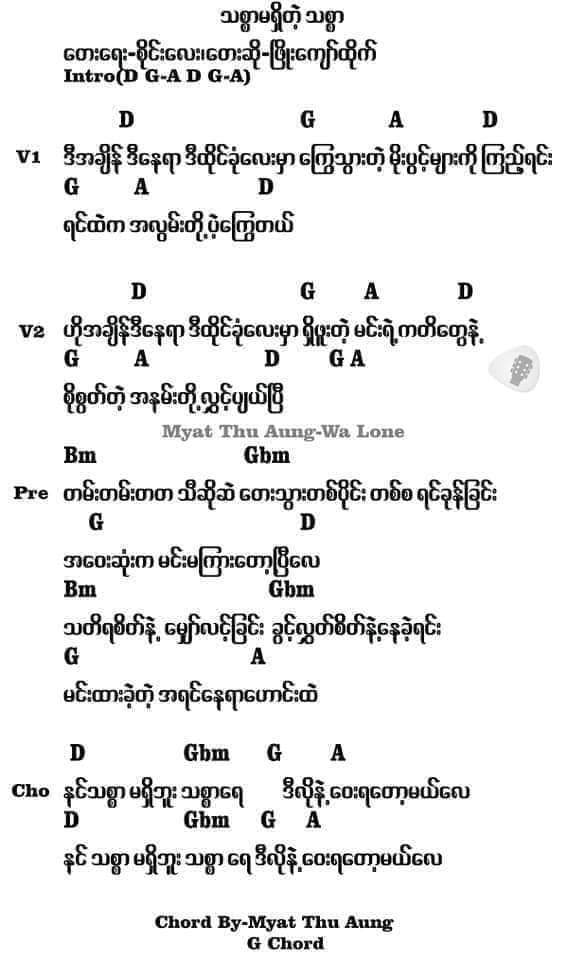 သစ္စာမရှိတဲ့ သစ္စာ
တေးရေး-စိုင်းလေး၊တေးဆို-ဖြိုးကျော်ထိုက်
Intro(D G-A D G-A)
D G A D
V1 ဒီအချိန် ဒီနေရာ ဒီထိုင်ခုံလေးမှာ ကြွေသွားတဲ့ မိုးပွင့်များကို ကြည့်ရင်း
G A D
ရင်ထဲက အလွမ်းတို့ပဲ့ကြွေတယ်
D G A D
V2 ဟိုအချိန်ဒီနေရာ ဒီထိုင်ခုံလေးမှာ ရှိဖူးတဲ့ မင်းရဲ့ကတိတွေနဲ့
G A D G A
စိုစွတ်တဲ့ အနမ်းတို့လွင့်ပျယ်ပြီ
Myat Thu Aung-Wa Lone
Bm Gbm
Pre တမ်းတမ်းတတ သီဆိုဆဲ တေးသွားတစ်ပိုင်း တစ်စ ရင်ခုန်ခြင်း
G D
အဝေးဆုံးက မင်းမကြားတော့ပြီလေ
Bm Gbm
သတိရစိတ်နဲ့ မျှော်လင့်ခြင်း ခွင့်လွှတ်စိတ်နဲ့နေခဲ့ရင်း
G A
မင်းထားခဲ့တဲ့ အရင်နေရာဟောင်းထဲ
D Gbm G A
Cho နင်သစ္စာ မရှိဘူး သစ္စာရေ ဒီလိုနဲ့ဝေးရတော့မယ်လေ
D Gbm G A
နင် သစ္စာ မရှိဘူး သစ္စာ ရေ ဒီလိုနဲ့ဝေးရတော့မယ်လေ
Chord By-Myat Thu Aung
G Chord